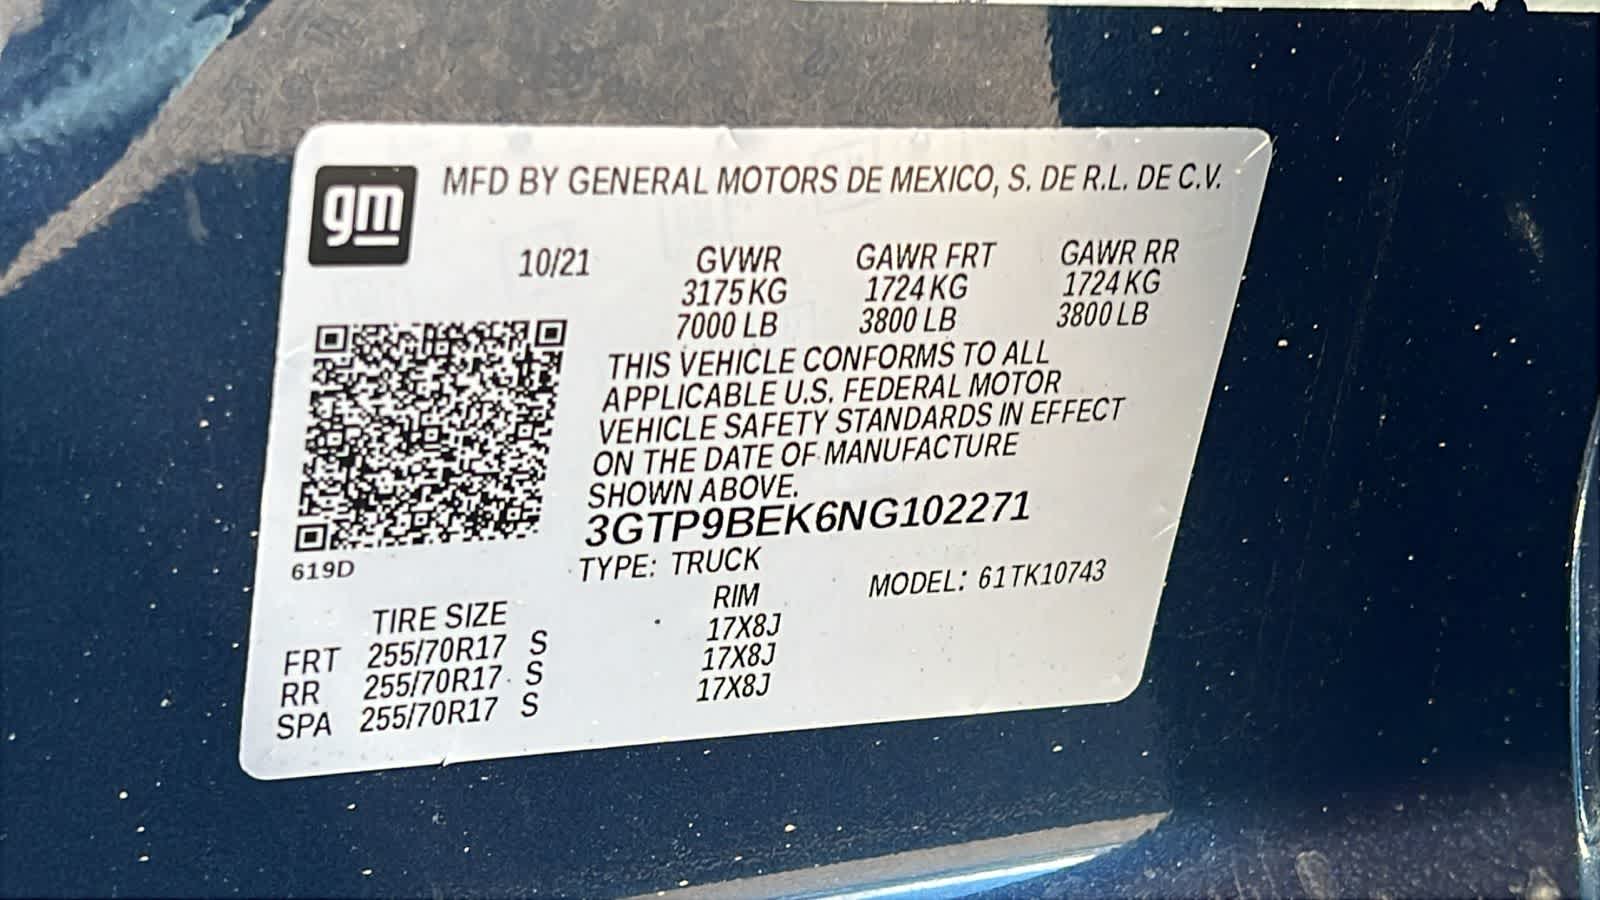 gm
MFD BY GENERAL MOTORS DE MEXICO, S. DE R.L. DE C.V.
10/21 GVWR GAWR FRT GAWR RR
3175 KG 1724 KG 1724 KG
7000 LB 3800 LB 3800 LB
THIS VEHICLE CONFORMS TO ALL
APPLICABLE U.S. FEDERAL MOTOR
VEHICLE SAFETY STANDARDS IN EFFECT
ON THE DATE OF MANUFACTURE
SHOWN ABOVE.
3GTP9BEK6NG102271
619D
TYPE: TRUCK MODEL: 61TK10743
TIRE SIZE RIM
FRT 255/70R17 S 17X8J
RR 255/70R17 S 17X8J
SPA 255/70R17 S 17X8J